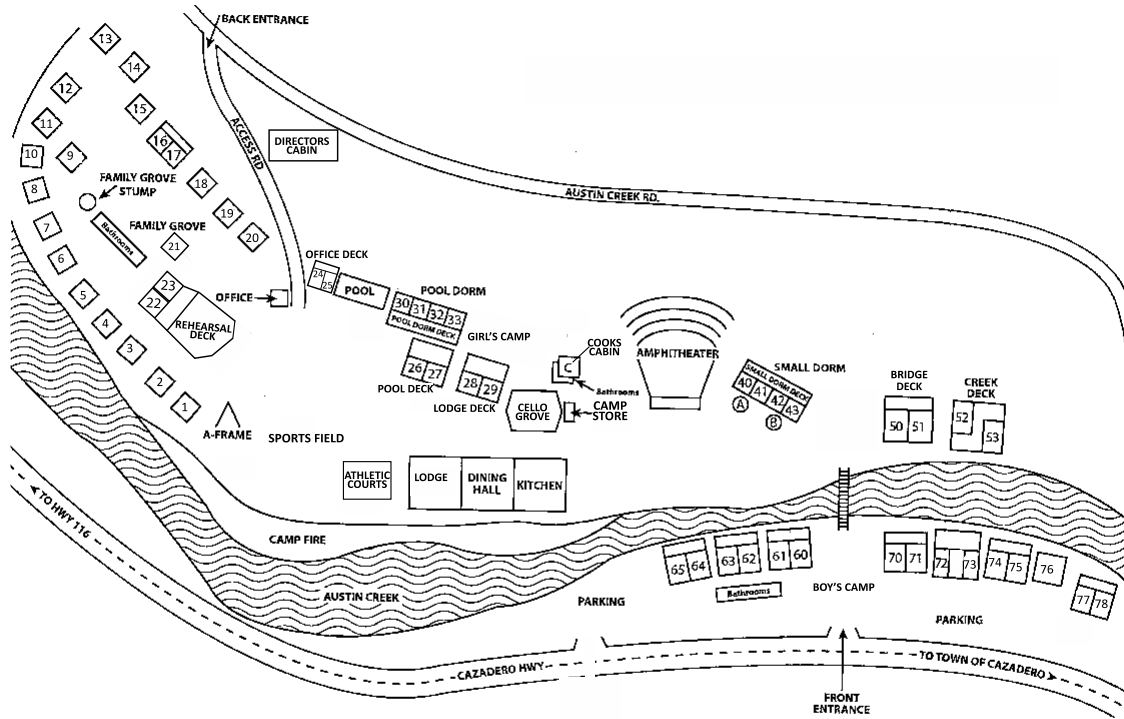 BACK ENTRANCE
13
14
12
15
11
16
17
10
9
ACCESS RD
DIRECTORS
CABIN
FAMILY GROVE
STUMP
8
18
AUSTIN CREEK RD.
7
FAMILY GROVE
19
Bathrooms
21
20
6
OFFICE DECK
24
25
POOL
POOL DORM
30
31
32
33
POOL DORM DECK
5
23
22
OFFICE
REHEARSAL
DECK
4
3
GIRL'S CAMP
26
27
POOL DECK
28
29
LODGE DECK
COOKS
CABIN
C
Bathrooms
AMPHITHEATER
SMALL DORM
SMALL DORM DECK
40
41
42
43
A
B
BRIDGE
DECK
50
51
CREEK
DECK
52
53
2
1
A-FRAME
SPORTS FIELD
CELLO
GROVE
CAMP
STORE
ATHLETIC
COURTS
LODGE
DINING
HALL
KITCHEN
TO HWY 116
CAMP FIRE
AUSTIN CREEK
65
64
63
62
61
60
70
71
72
73
74
75
76
77
78
Bathrooms
BOY'S CAMP
PARKING
PARKING
CAZADERO HWY
TO TOWN OF CAZADERO
FRONT
ENTRANCE